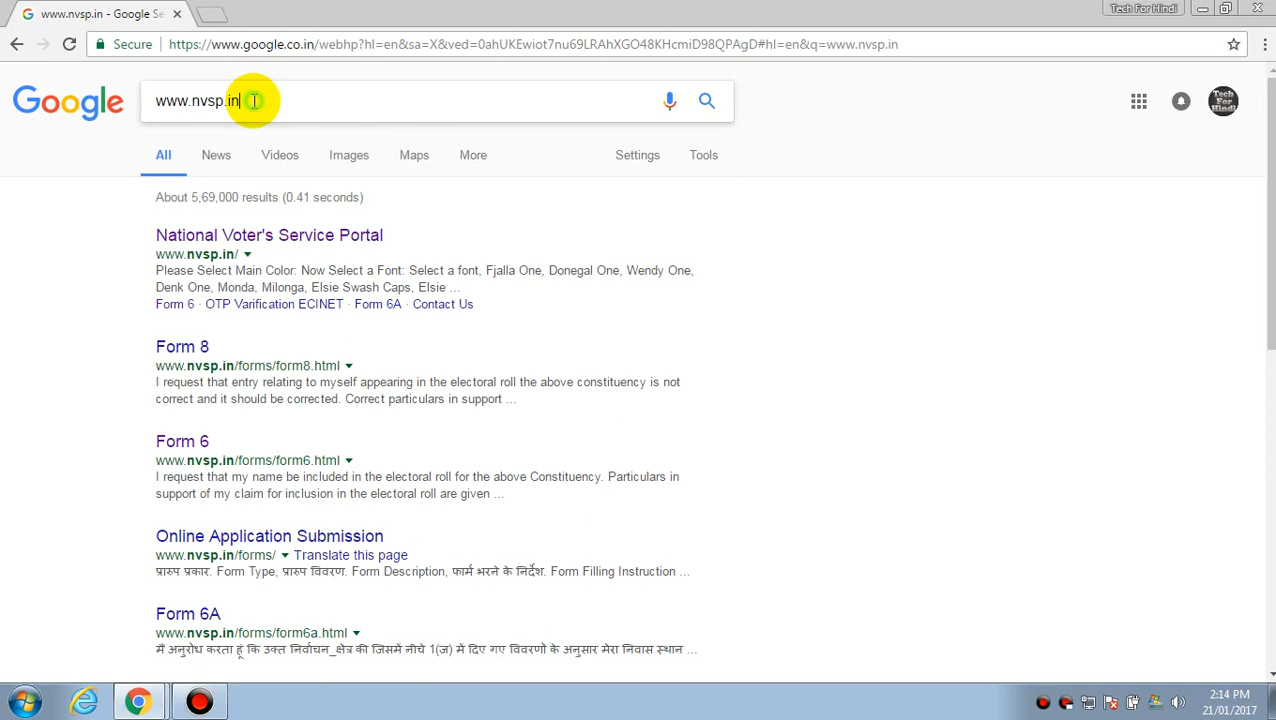 www.nvsp.in - Google Se
Tech For Hindi
Secure https://www.google.co.in/webhp?hl=en&sa=X&ved=0ahUKEwiot7nu69LRAhXGO48KHcmiD98QPAgD#hl=en&q=www.nvsp.in
Google
www.nvsp.in
Tech For Hindi
All News Videos Images Maps More Settings Tools
About 5,69,000 results (0.41 seconds)
National Voter's Service Portal
www.nvsp.in/
Please Select Main Color: Now Select a Font: Select a font, Fjalla One, Donegal One, Wendy One,
Denk One, Monda, Milonga, Elsie Swash Caps, Elsie ...
Form 6 · OTP Varification ECINET · Form 6A · Contact Us
Form 8
www.nvsp.in/forms/form8.html
I request that entry relating to myself appearing in the electoral roll the above constituency is not
correct and it should be corrected. Correct particulars in support ...
Form 6
www.nvsp.in/forms/form6.html
I request that my name be included in the electoral roll for the above Constituency. Particulars in
support of my claim for inclusion in the electoral roll are given ...
Online Application Submission
www.nvsp.in/forms/ Translate this page
प्रारुप प्रकार. Form Type, प्रारुप विवरण. Form Description, फार्म भरने के निर्देश. Form Filling Instruction ...
Form 6A
www.nvsp.in/forms/form6a.html
मैं अनुरोध करता हूं कि उक्त निर्वाचन_क्षेत्र की जिसमें नीचे 1(ज) में दिए गए विवरणों के अनुसार मेरा निवास स्थान ...
2:14 PM
21/01/2017